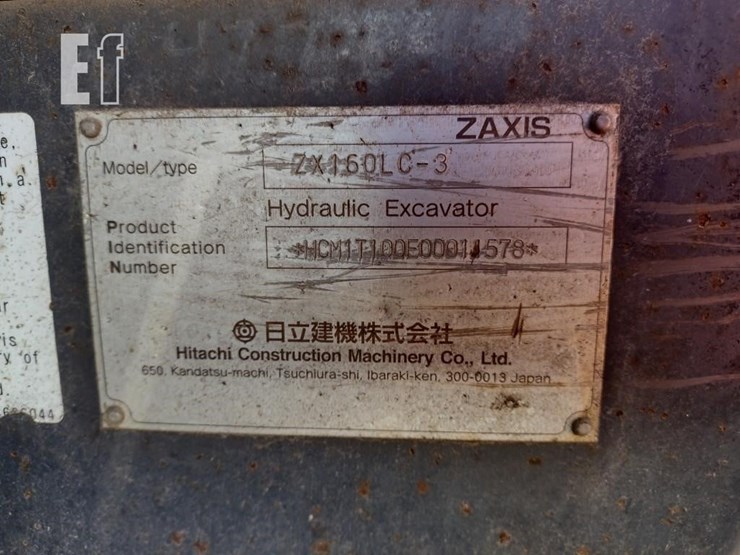 Ef
ZAXIS
Model/type ZX160LC-3
Hydraulic Excavator
Product
Identification
Number
日立建機株式会社
Hitachi Construction Machinery Co., Ltd.
650, Kandatsu-machi, Tsuchiura-shi, Ibaraki-ken, 300-0013 Japan